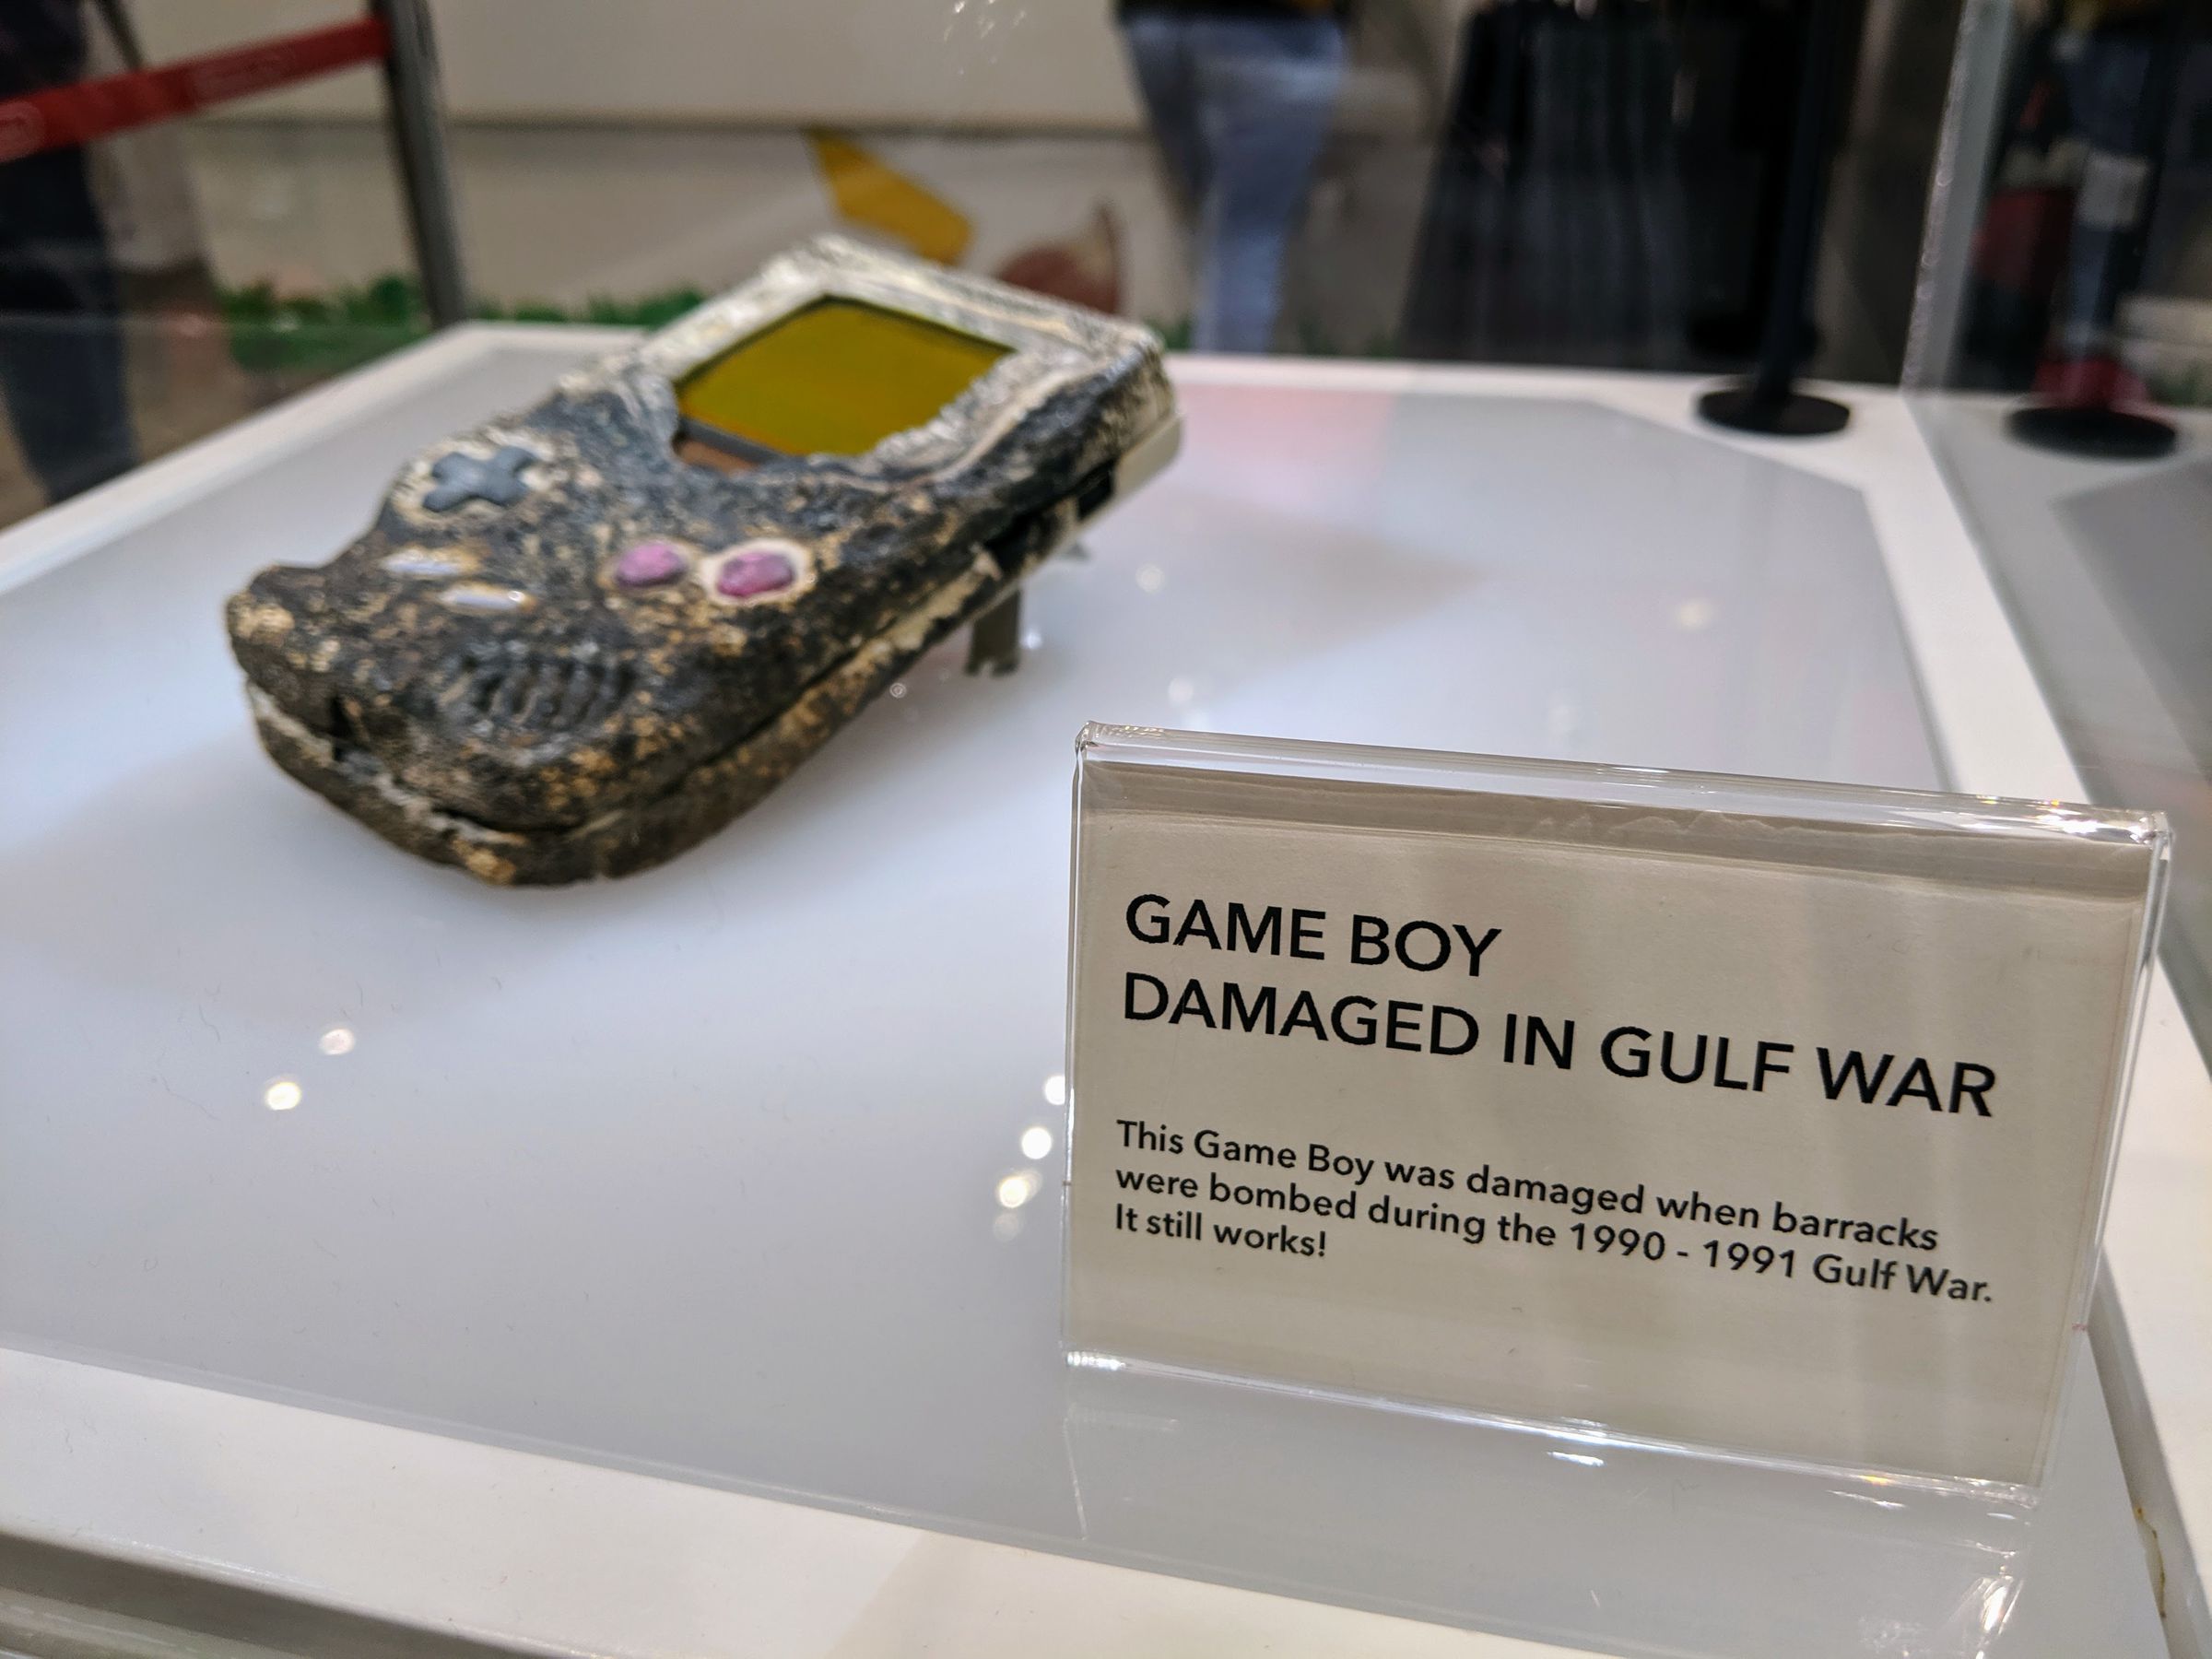 GAME BOY
DAMAGED IN GULF WAR
This Game Boy was damaged when barracks
were bombed during the 1990 - 1991 Gulf War.
It still works!